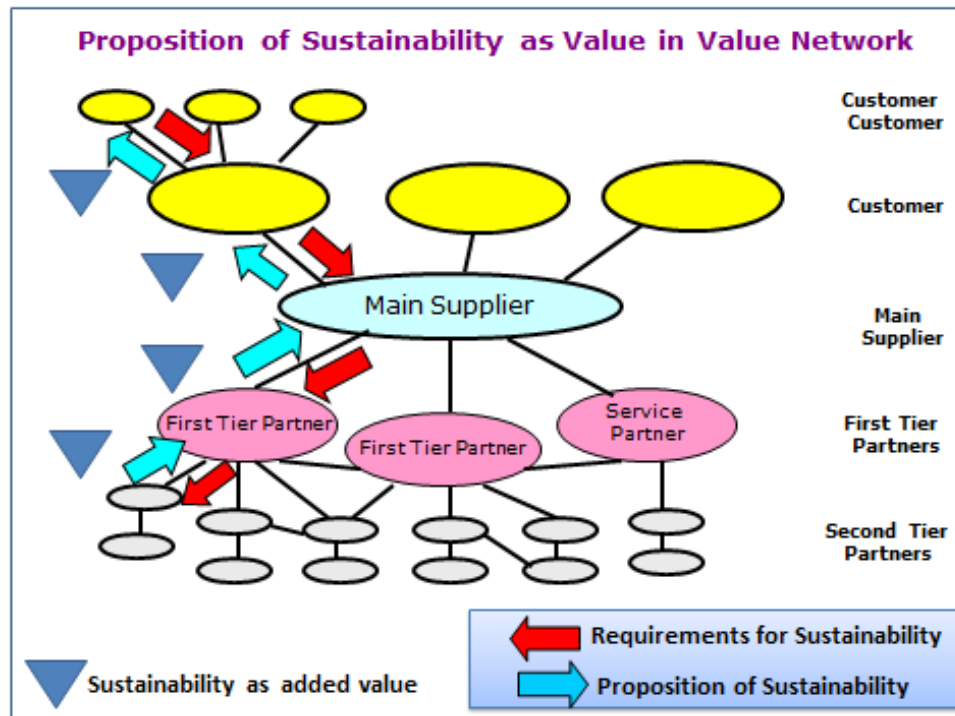 Proposition of Sustainability as Value in Value Network
Customer
Customer
Customer
Main Supplier
Main
Supplier
First Tier Partner
First Tier Partner
Service
Partner
First Tier
Partners
Second Tier
Partners
Requirements for Sustainability
Proposition of Sustainability
Sustainability as added value